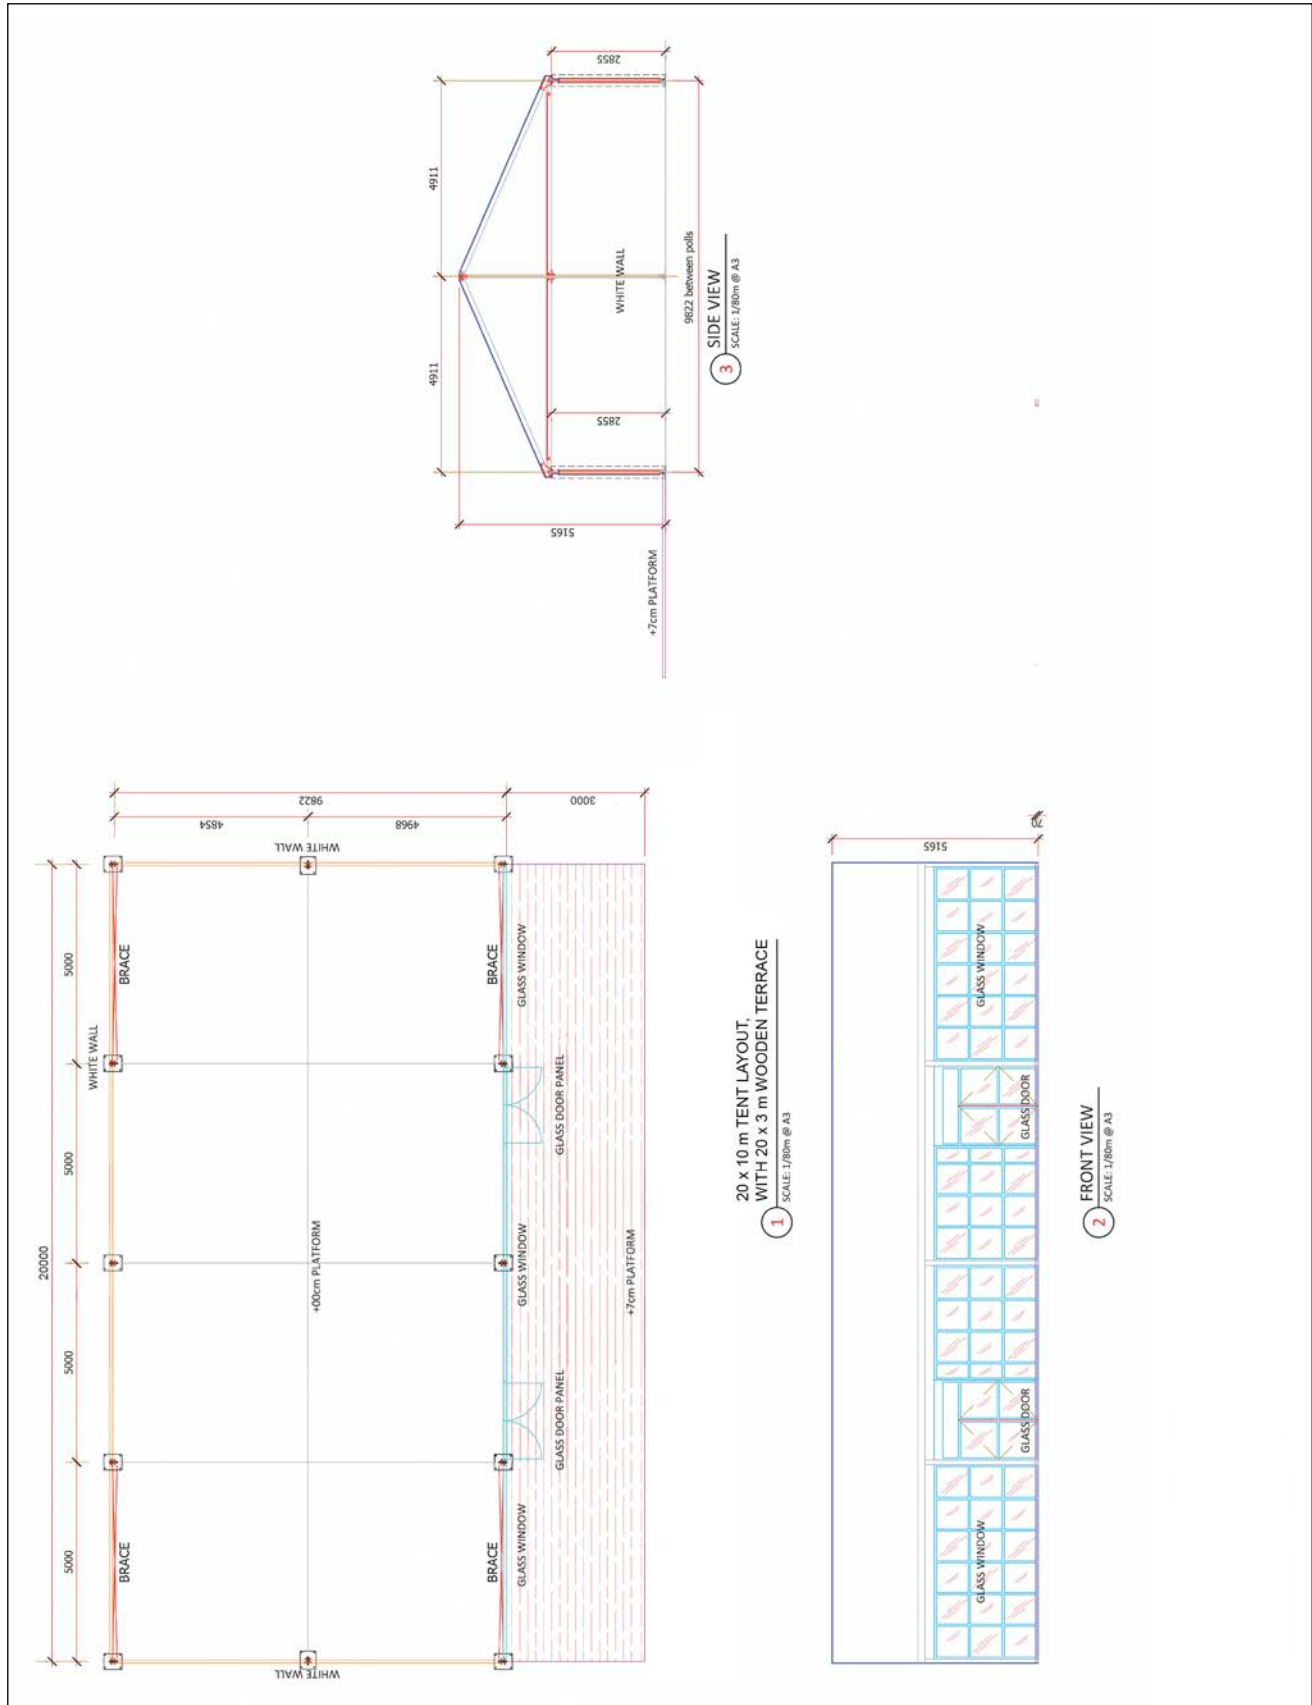 20000
5000
5000
5000
5000
WHITE WALL
BRACE
BRACE
WHITE WALL
WHITE WALL
+00cm PLATFORM
4854
4968
9822
3000
BRACE
BRACE
GLASS WINDOW
GLASS WINDOW
GLASS WINDOW
GLASS DOOR PANEL
GLASS DOOR PANEL
+7cm PLATFORM
1
20 x 10 m TENT LAYOUT,
WITH 20 x 3 m WOODEN TERRACE
SCALE: 1/80m @ A3
5165
70
GLASS WINDOW
GLASS DOOR
GLASS DOOR
GLASS WINDOW
2
FRONT VIEW
SCALE: 1/80m @ A3
4911
4911
2855
2855
5165
WHITE WALL
+7cm PLATFORM
9822 between polls
3
SIDE VIEW
SCALE: 1/80m @ A3